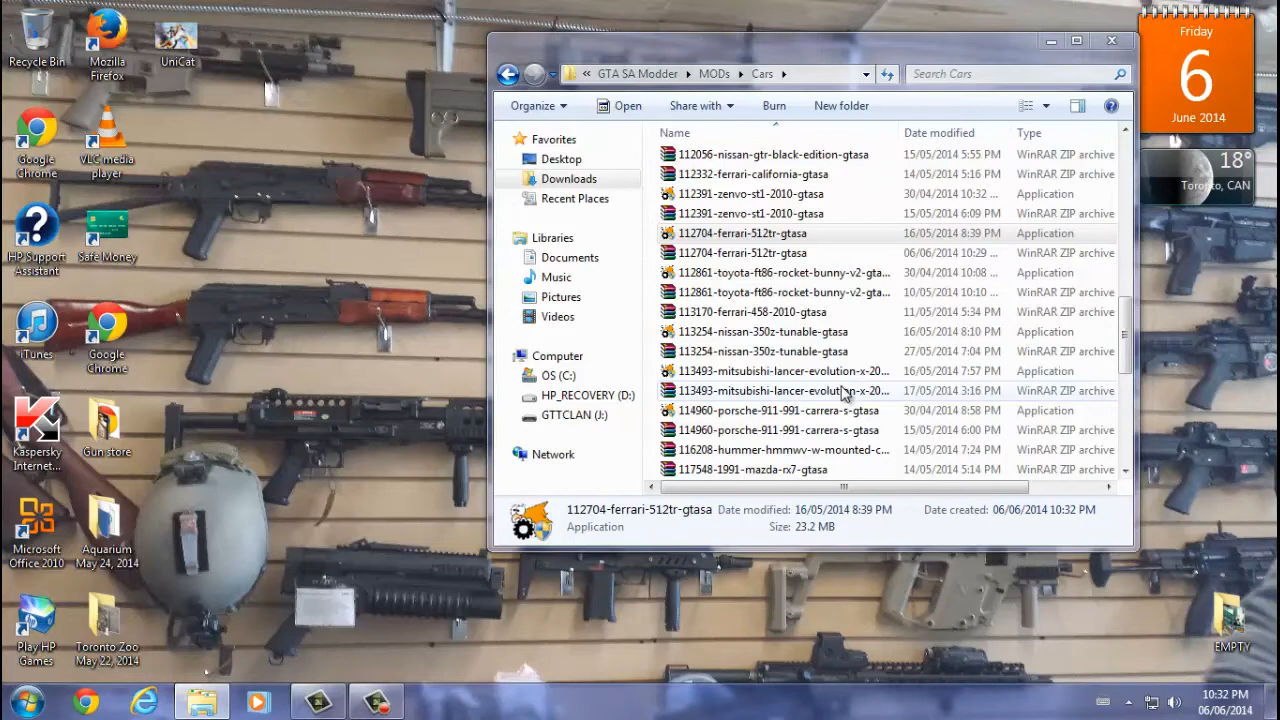 Recycle Bin
Mozilla Firefox
UniCat
Google Chrome
VLC media player
HP Support Assistant
Safe Money
iTunes
Google Chrome
Kaspersky Internet...
Gun store
Microsoft Office 2010
Aquarium May 24, 2014
Play HP Games
Toronto Zoo May 22, 2014
« GTA SA Modder MODs Cars
Search Cars
Organize Open Share with Burn New folder
Favorites
Desktop
Downloads
Recent Places
Libraries
Documents
Music
Pictures
Videos
Computer
OS (C:)
HP_RECOVERY (D:)
GTTCLAN (J:)
Network
Name Date modified Type
112056-nissan-gtr-black-edition-gtasa 15/05/2014 5:55 PM WinRAR ZIP archive
112332-ferrari-california-gtasa 14/05/2014 5:16 PM WinRAR ZIP archive
112391-zenvo-st1-2010-gtasa 30/04/2014 10:32 ... Application
112391-zenvo-st1-2010-gtasa 15/05/2014 6:09 PM WinRAR ZIP archive
112704-ferrari-512tr-gtasa 16/05/2014 8:39 PM Application
112704-ferrari-512tr-gtasa 06/06/2014 10:29 ... WinRAR ZIP archive
112861-toyota-ft86-rocket-bunny-v2-gta... 30/04/2014 10:08 ... Application
112861-toyota-ft86-rocket-bunny-v2-gta... 10/05/2014 10:10 ... WinRAR ZIP archive
113170-ferrari-458-2010-gtasa 11/05/2014 5:34 PM WinRAR ZIP archive
113254-nissan-350z-tunable-gtasa 16/05/2014 8:10 PM Application
113254-nissan-350z-tunable-gtasa 27/05/2014 7:04 PM WinRAR ZIP archive
113493-mitsubishi-lancer-evolution-x-20... 16/05/2014 7:57 PM Application
113493-mitsubishi-lancer-evolution-x-20... 17/05/2014 3:16 PM WinRAR ZIP archive
114960-porsche-911-991-carrera-s-gtasa 30/04/2014 8:58 PM Application
114960-porsche-911-991-carrera-s-gtasa 15/05/2014 6:00 PM WinRAR ZIP archive
116208-hummer-hmmwv-w-mounted-c... 14/05/2014 7:24 PM WinRAR ZIP archive
117548-1991-mazda-rx7-gtasa 14/05/2014 5:14 PM WinRAR ZIP archive
112704-ferrari-512tr-gtasa Date modified: 16/05/2014 8:39 PM Date created: 06/06/2014 10:32 PM
Application Size: 23.2 MB
Friday
6
June 2014
18°
Toronto, CAN
EMPTY
10:32 PM
06/06/2014